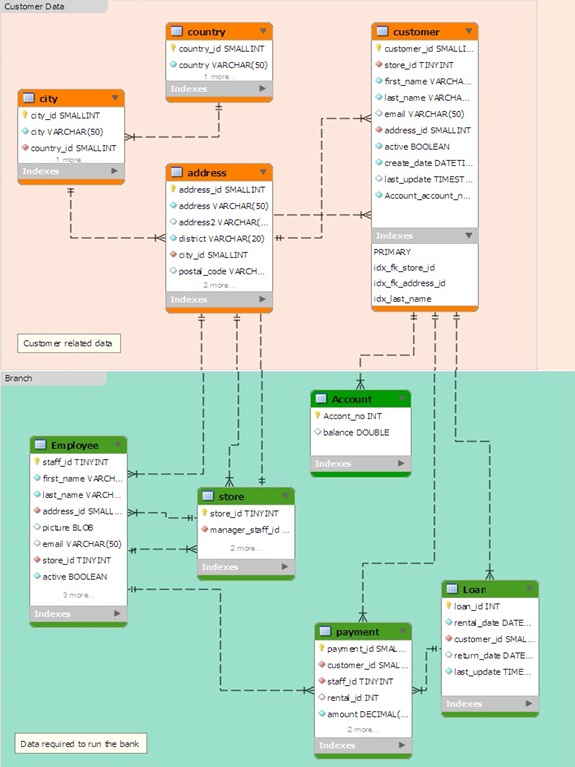 Customer Data
country
country_id SMALLINT
country VARCHAR(50)
1 more...
Indexes
city
city_id SMALLINT
city VARCHAR(50)
country_id SMALLINT
1 more...
Indexes
address
address_id SMALLINT
address VARCHAR(50)
address2 VARCHAR(...
district VARCHAR(20)
city_id SMALLINT
postal_code VARCH...
2 more...
Indexes
customer
customer_id SMALLI...
store_id TINYINT
first_name VARCHA...
last_name VARCHA...
email VARCHAR(50)
address_id SMALLINT
active BOOLEAN
create_date DATETI...
last_update TIMEST...
Account_account_n...
Indexes
PRIMARY
idx_fk_store_id
idx_fk_address_id
idx_last_name
Customer related data
Branch
Account
Accont_no INT
balance DOUBLE
Indexes
Employee
staff_id TINYINT
first_name VARCH...
last_name VARCH...
address_id SMALL...
picture BLOB
email VARCHAR(50)
store_id TINYINT
active BOOLEAN
3 more...
Indexes
store
store_id TINYINT
manager_staff_id ...
2 more...
Indexes
Loan
loan_id INT
rental_date DATE...
customer_id SMAL...
return_date DATE...
last_update TIME...
Indexes
payment
payment_id SMAL...
customer_id SMAL...
staff_id TINYINT
rental_id INT
amount DECIMAL(...
2 more...
Indexes
Data required to run the bank